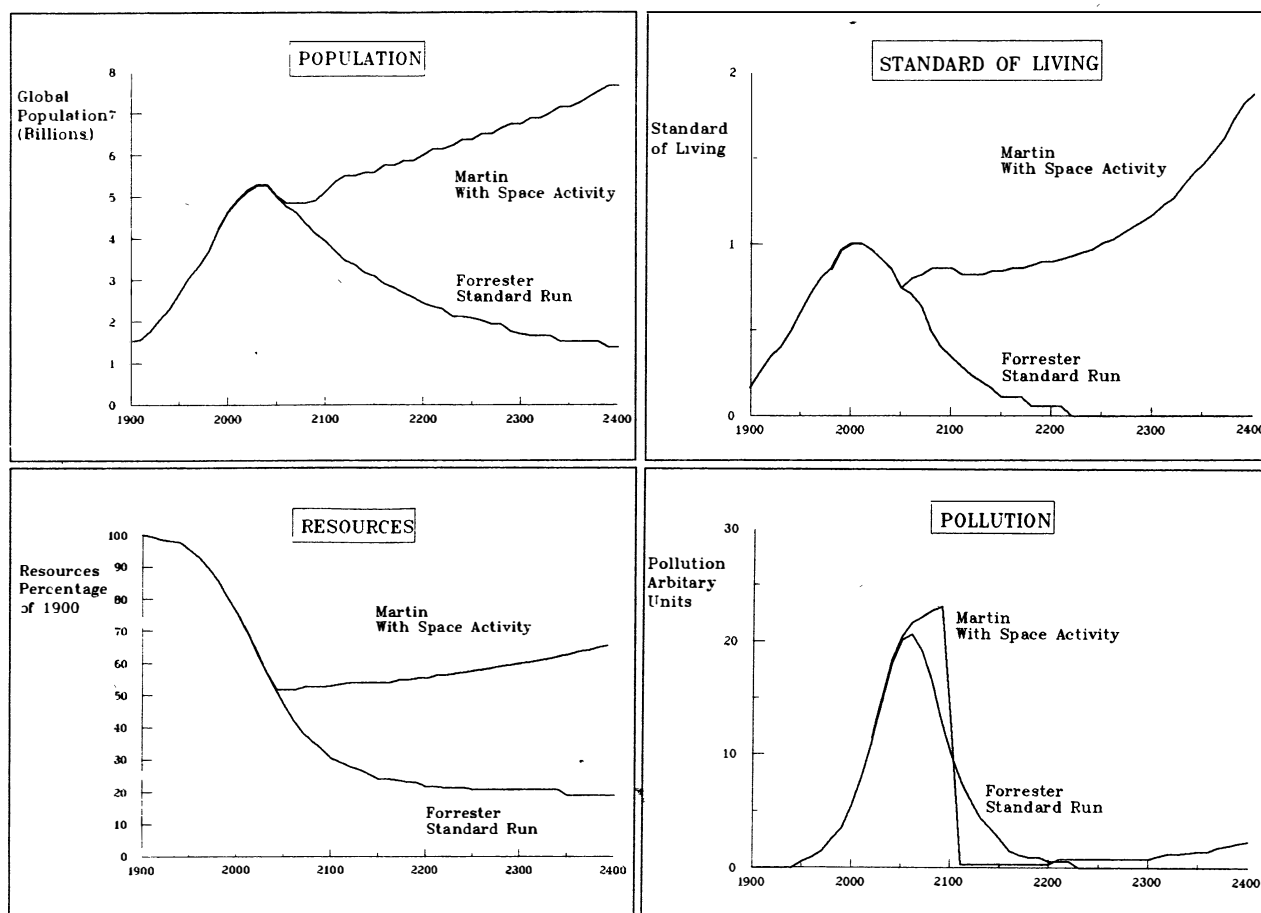 POPULATION
8
Global
Population
(Billions)
7
6
5
4
3
2
1
0
1900 2000 2100 2200 2300 2400
Martin
With Space Activity
Forrester
Standard Run
STANDARD OF LIVING
2
Standard
of Living
1
0
1900 2000 2100 2200 2300 2400
Martin
With Space Activity
Forrester
Standard Run
RESOURCES
100
90
80
70
60
50
40
30
20
10
0
Resources
Percentage
of 1900
1900 2000 2100 2200 2300 2400
Martin
With Space Activity
Forrester
Standard Run
POLLUTION
30
20
10
0
Pollution
Arbitary
Units
1900 2000 2100 2200 2300 2400
Martin
With Space Activity
Forrester
Standard Run